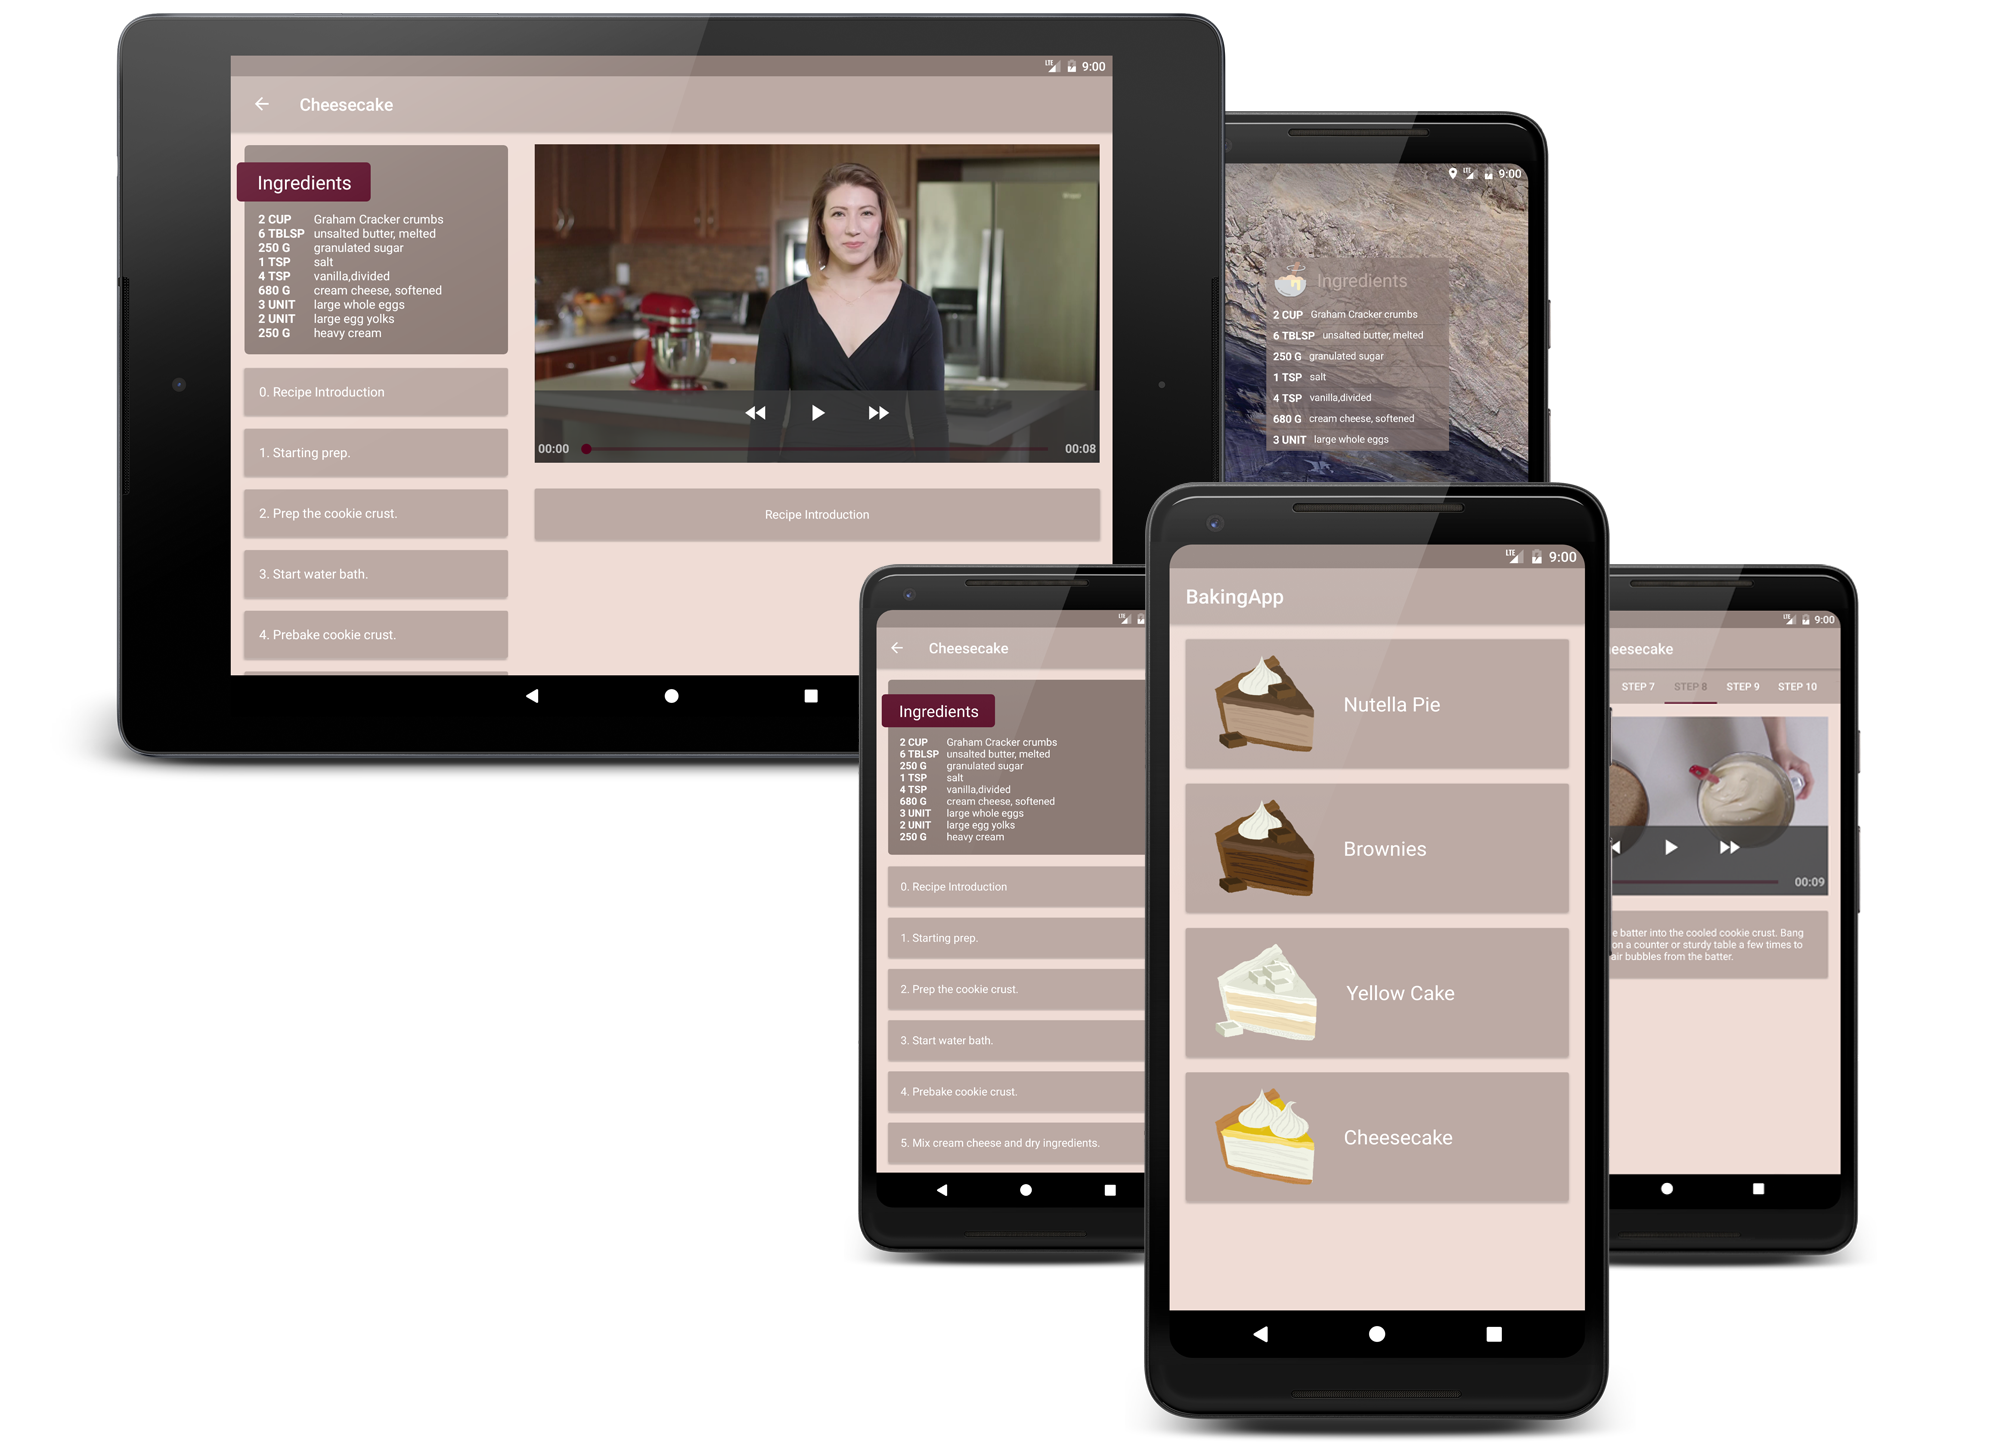 LTE 9:00
Cheesecake
Ingredients
2 CUP Graham Cracker crumbs
6 TBLSP unsalted butter, melted
250 G granulated sugar
1 TSP salt
4 TSP vanilla,divided
680 G cream cheese, softened
3 UNIT large whole eggs
2 UNIT large egg yolks
250 G heavy cream
0. Recipe Introduction
1. Starting prep.
2. Prep the cookie crust.
3. Start water bath.
4. Prebake cookie crust.
00:00 00:08
Recipe Introduction
LTE 9:00
Ingredients
2 CUP Graham Cracker crumbs
6 TBLSP unsalted butter, melted
250 G granulated sugar
1 TSP salt
4 TSP vanilla,divided
680 G cream cheese, softened
3 UNIT large whole eggs
LTE
Cheesecake
Ingredients
2 CUP Graham Cracker crumbs
6 TBLSP unsalted butter, melted
250 G granulated sugar
1 TSP salt
4 TSP vanilla,divided
680 G cream cheese, softened
3 UNIT large whole eggs
2 UNIT large egg yolks
250 G heavy cream
0. Recipe Introduction
1. Starting prep.
2. Prep the cookie crust.
3. Start water bath.
4. Prebake cookie crust.
5. Mix cream cheese and dry ingredients.
LTE 9:00
BakingApp
Nutella Pie
Brownies
Yellow Cake
Cheesecake
LTE 9:00
eesecake
STEP 7 STEP 8 STEP 9 STEP 10
00:09
e batter into the cooled cookie crust. Bang
on a counter or sturdy table a few times to
air bubbles from the batter.